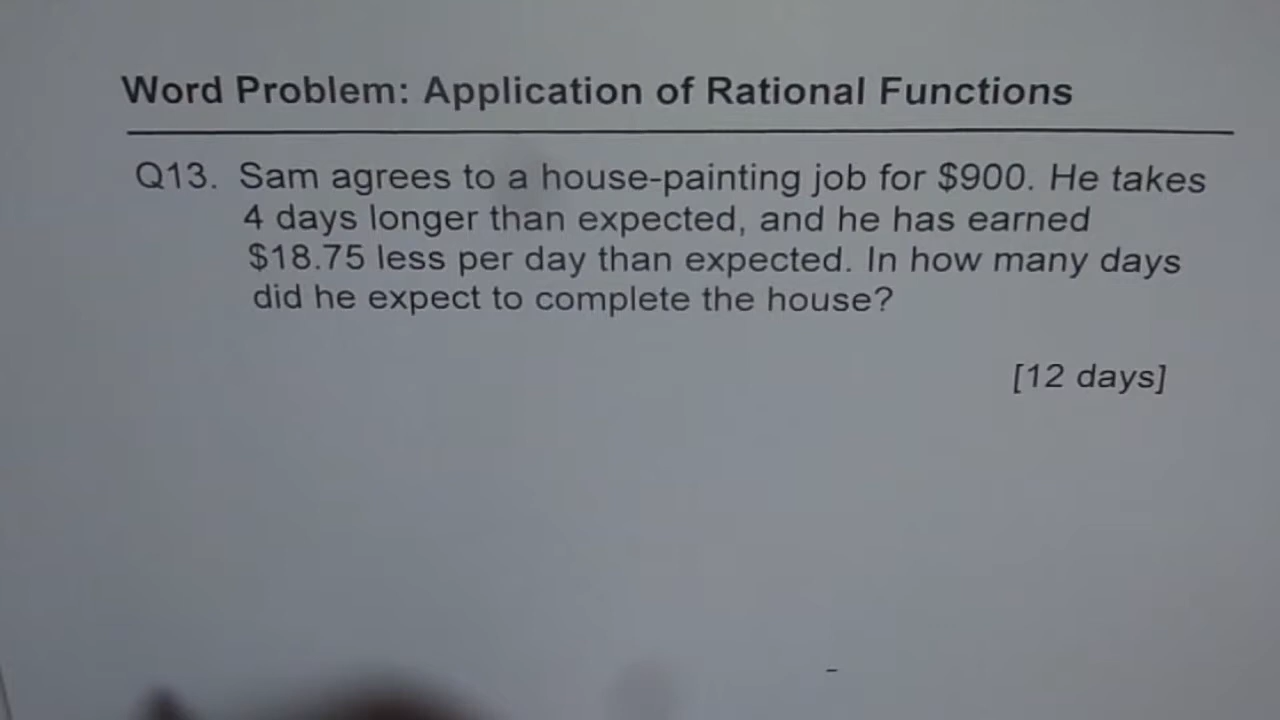 Word Problem: Application of Rational Functions
Q13. Sam agrees to a house-painting job for $900. He takes
4 days longer than expected, and he has earned
$18.75 less per day than expected. In how many days
did he expect to complete the house?
[12 days]